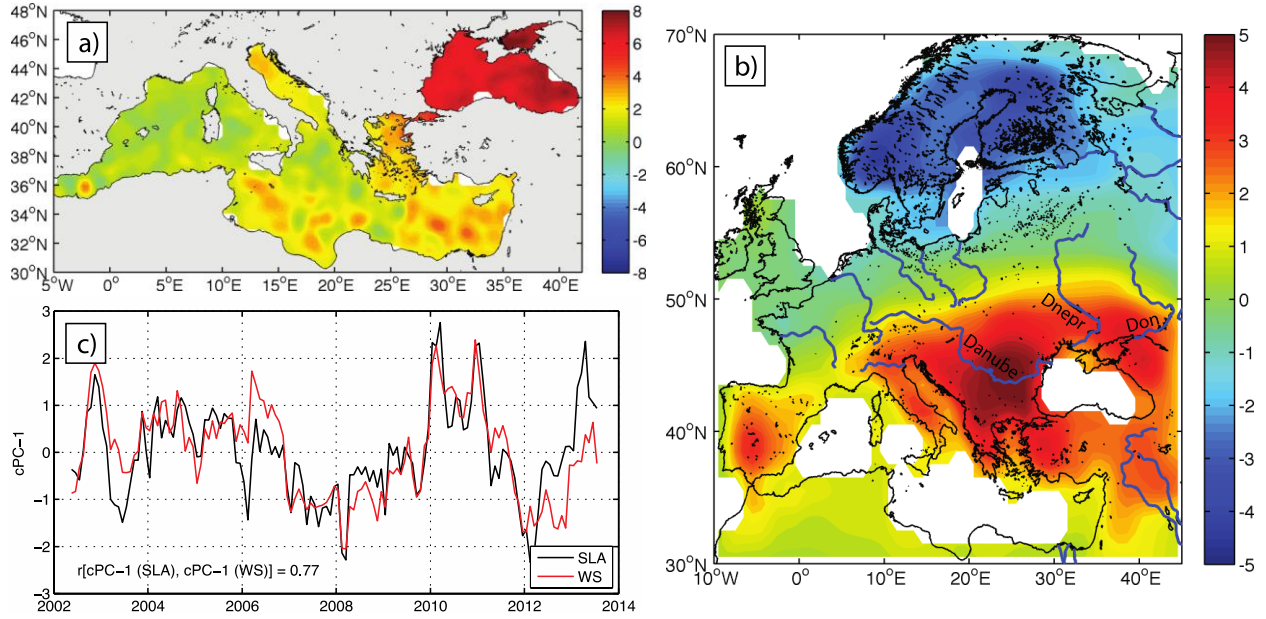 a)
48°N
46°N
44°N
42°N
40°N
38°N
36°N
34°N
32°N
30°N
5°W 0° 5°E 10°E 15°E 20°E 25°E 30°E 35°E 40°E
8
6
4
2
0
-2
-4
-6
-8
b)
70°N
60°N
50°N
40°N
30°N
10°W 0° 10°E 20°E 30°E 40°E
Dnepr
Don
Danube
5
4
3
2
1
0
-1
-2
-3
-4
-5
c)
cPC-1
3
2
1
0
−1
−2
−3
2002 2004 2006 2008 2010 2012 2014
r[cPC−1 (SLA), cPC−1 (WS)] = 0.77
SLA
WS